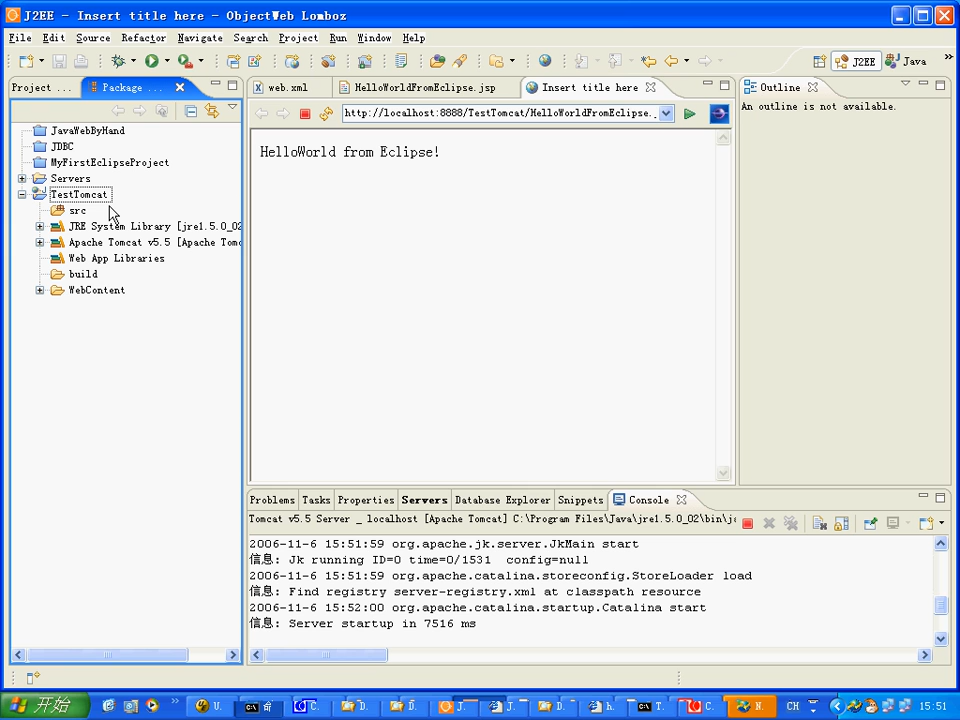 J2EE - Insert title here - ObjectWeb Lomboz
File Edit Source Refactor Navigate Search Project Run Window Help
J2EE Java
Project ... Package ...
web.xml HelloWorldFromEclipse.jsp Insert title here
Outline
http://localhost:8888/TestTomcat/HelloWorldFromEclipse.
An outline is not available.
JavaWebByHand
JDBC
MyFirstEclipseProject
Servers
TestTomcat
src
JRE System Library [jre1.5.0_02
Apache Tomcat v5.5 [Apache Tomc
Web App Libraries
build
WebContent
HelloWorld from Eclipse!
Problems Tasks Properties Servers Database Explorer Snippets Console
Tomcat v5.5 Server _ localhost [Apache Tomcat] C:\Program Files\Java\jre1.5.0_02\bin\j
2006-11-6 15:51:59 org.apache.jk.server.JkMain start
信息: Jk running ID=0 time=0/1531  config=null
2006-11-6 15:51:59 org.apache.catalina.storeconfig.StoreLoader load
信息: Find registry server-registry.xml at classpath resource
2006-11-6 15:52:00 org.apache.catalina.startup.Catalina start
信息: Server startup in 7516 ms
开始 U. 命 C. D. D. J. J. D. h. T. C. N. CH 15:51